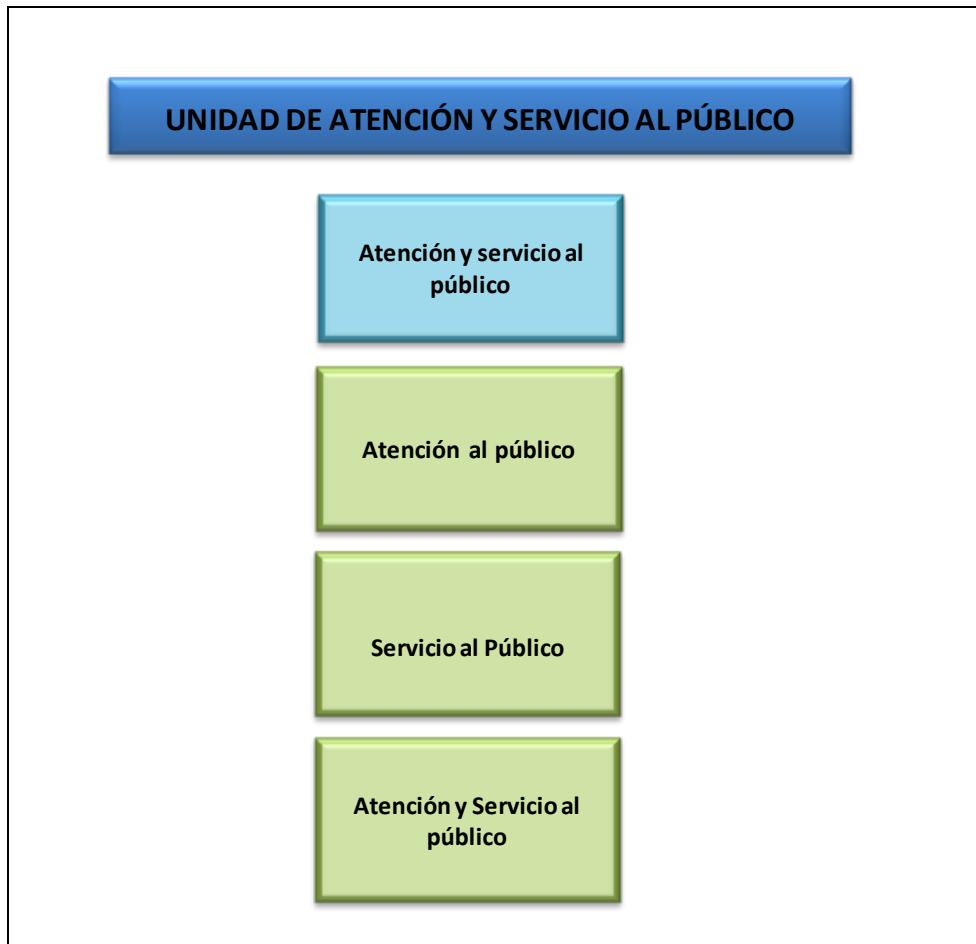 UNIDAD DE ATENCIÓN Y SERVICIO AL PÚBLICO
Atención y servicio al
público
Atención al público
Servicio al Público
Atención y Servicio al
público